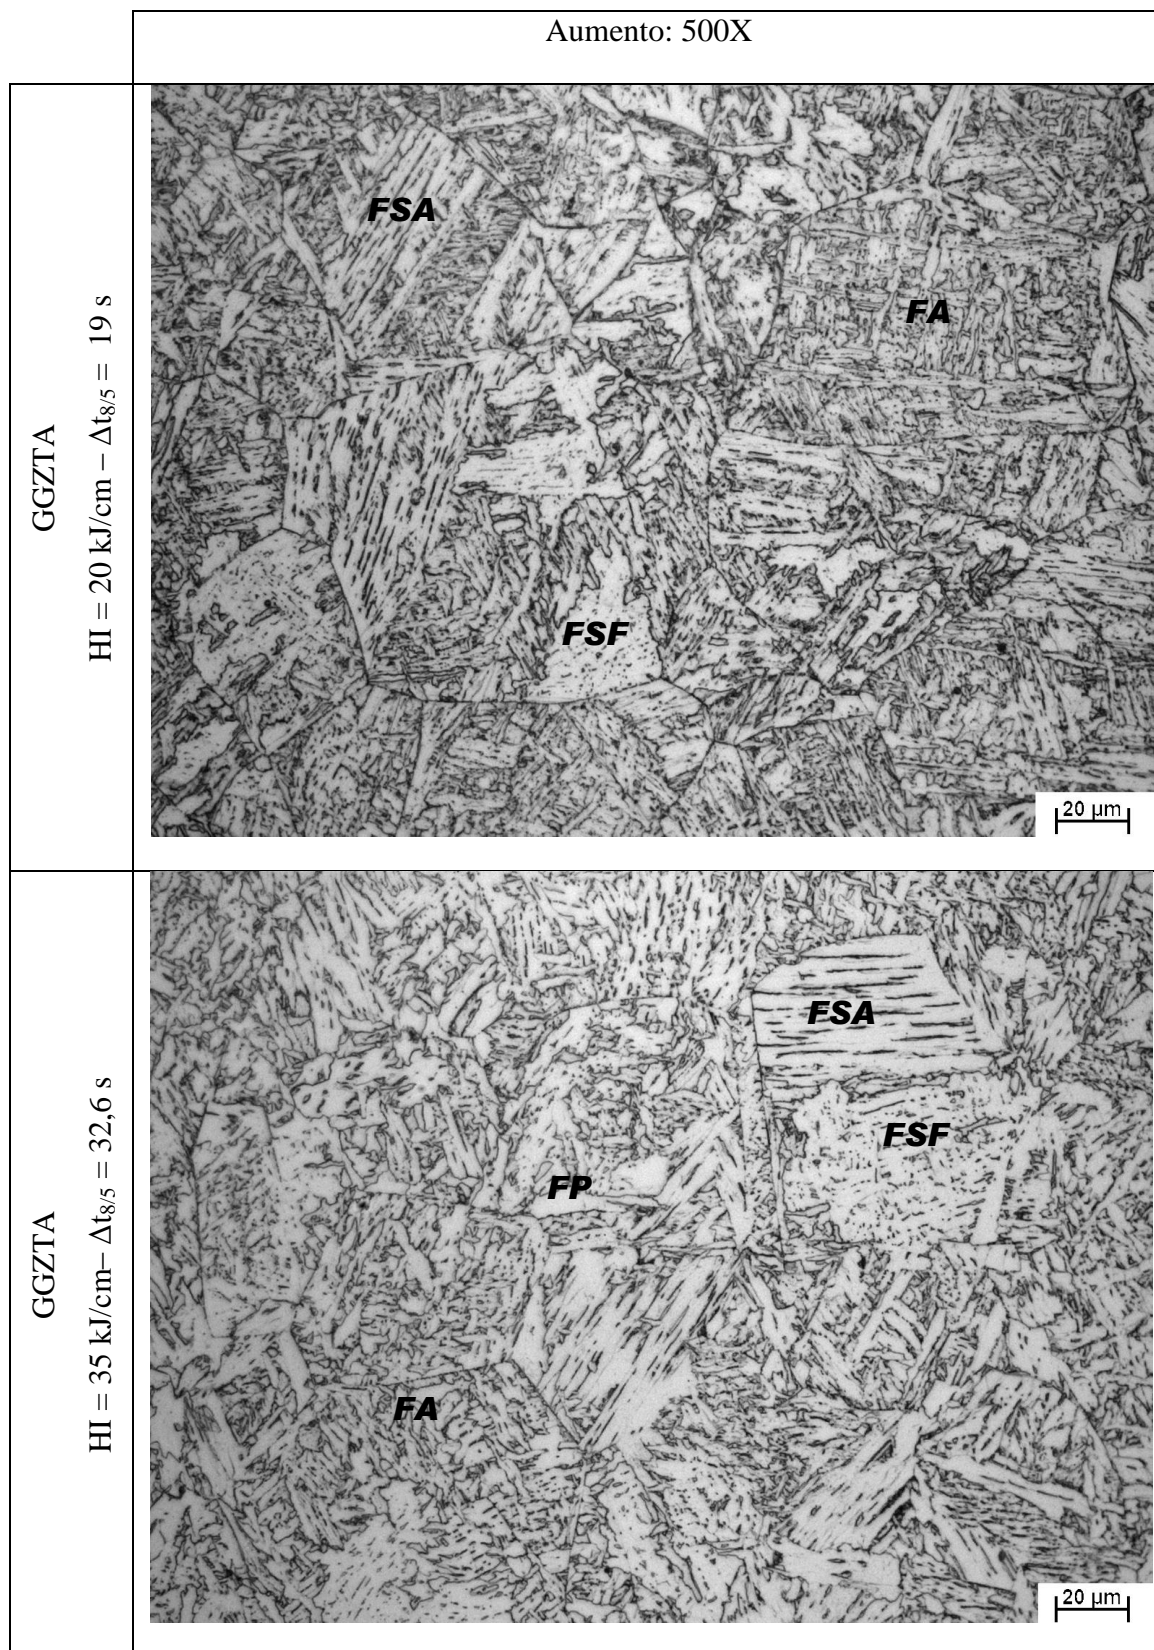 Aumento: 500X
GGZTA
HI = 20 kJ/cm – Δt8/5 = 19 s
FSA
FA
FSF
20 µm
GGZTA
HI = 35 kJ/cm– Δt8/5 = 32,6 s
FSA
FSF
FP
FA
20 µm